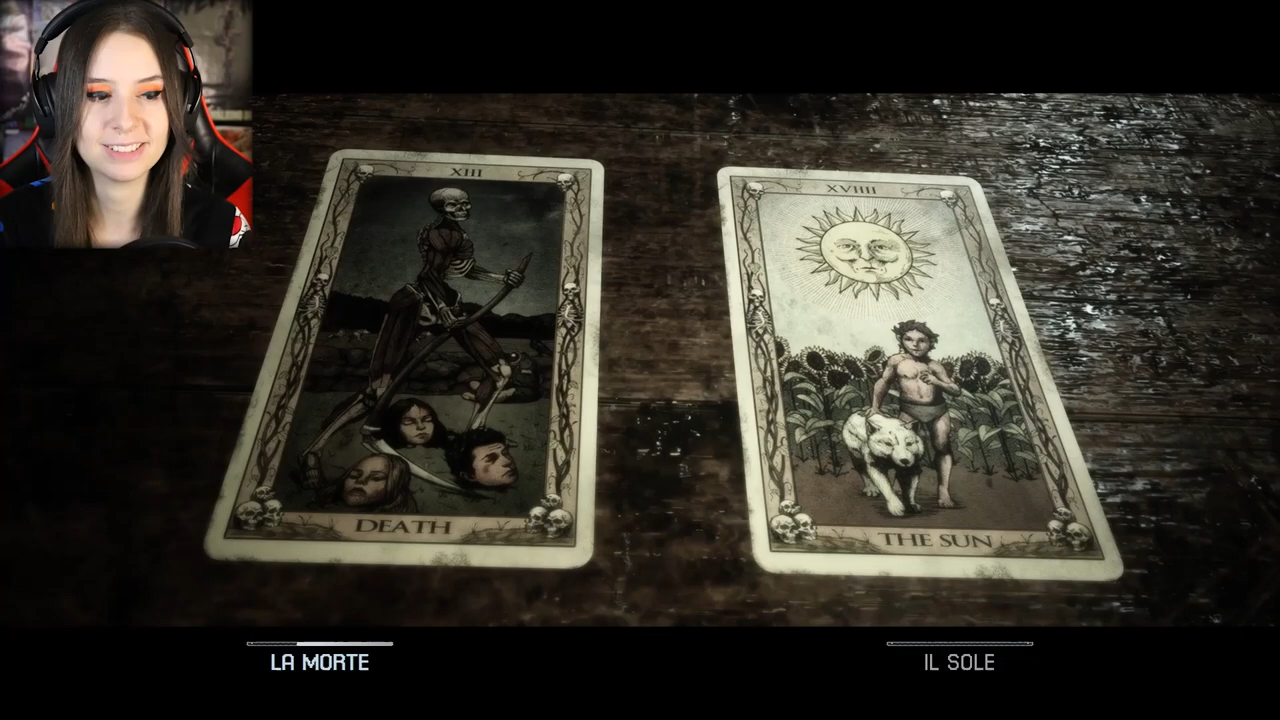 XIII
XVIIII
DEATH
THE SUN
LA MORTE
IL SOLE